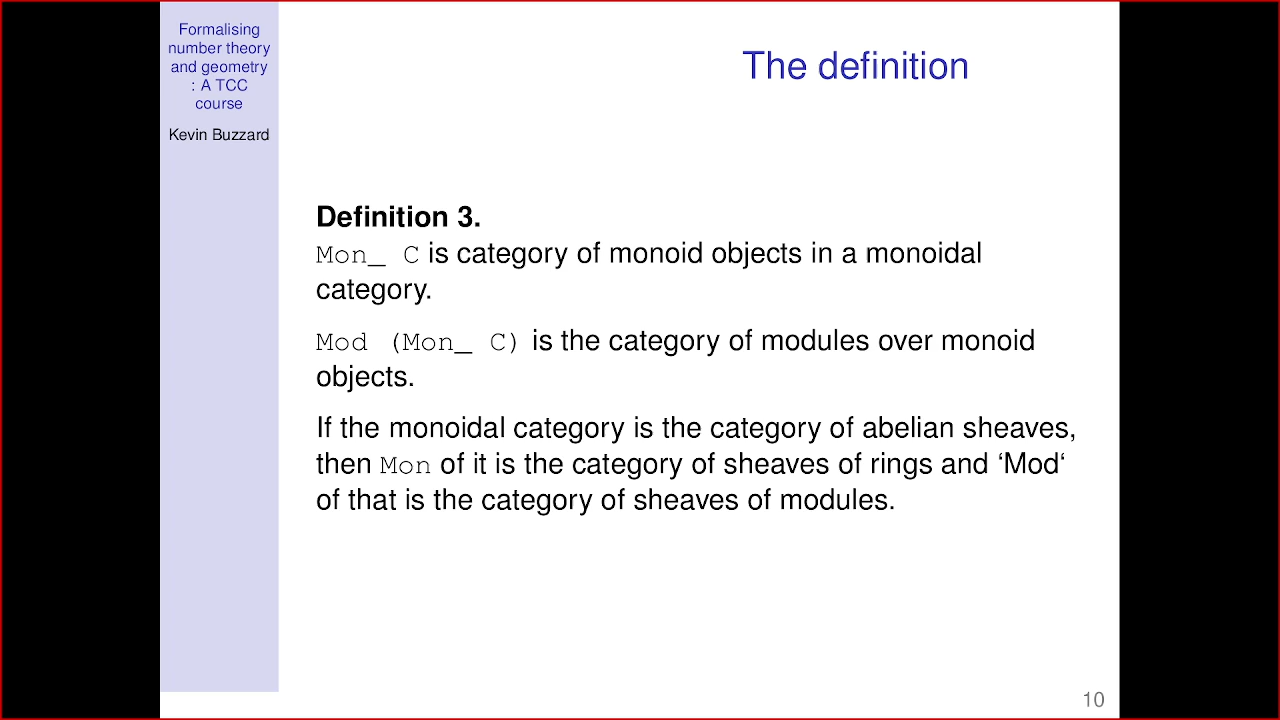 Formalising
number theory
and geometry
: A TCC
course
Kevin Buzzard
The definition
Definition 3.
Mon_ C is category of monoid objects in a monoidal
category.
Mod (Mon_ C) is the category of modules over monoid
objects.
If the monoidal category is the category of abelian sheaves,
then Mon of it is the category of sheaves of rings and ‘Mod‘
of that is the category of sheaves of modules.
10